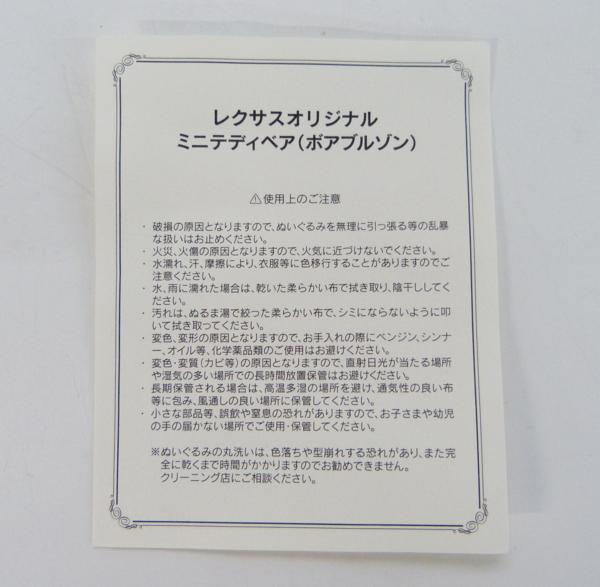 レクサスオリジナル
ミニテディベア（ボアブルゾン）
⚠使用上のご注意
・ 破損の原因となりますので、ぬいぐるみを無理に引っ張る等の乱暴
な扱いはお止めください。
・ 火災、火傷の原因となりますので、火気に近づけないでください。
・ 水濡れ、汗、摩擦により、衣服等に色移行することがありますのでご
注意ください。
・ 水、雨に濡れた場合は、乾いた柔らかい布で拭き取り、陰干ししてく
ださい。
・ 汚れは、ぬるま湯で絞った柔らかい布で、シミにならないように叩
いて拭き取ってください。
・ 変色、変形の原因となりますので、お手入れの際にベンジン、シンナ
ー、オイル等、化学薬品類のご使用はお避けください。
・ 変色・変質（カビ等）の原因となりますので、直射日光が当たる場所
や湿気の多い場所での長時間放置保管はお避けください。
・ 長期保管される場合は、高温多湿の場所を避け、通気性の良い布
等に包み、風通しの良い場所に保管してください。
・ 小さな部品等、誤飲や窒息の恐れがありますので、お子さまや幼児
の手の届かない場所でご使用・保管してください。
※ぬいぐるみの丸洗いは、色落ちや型崩れする恐れがあり、また完
全に乾くまで時間がかかりますのでお勧めできません。
クリーニング店にご相談ください。